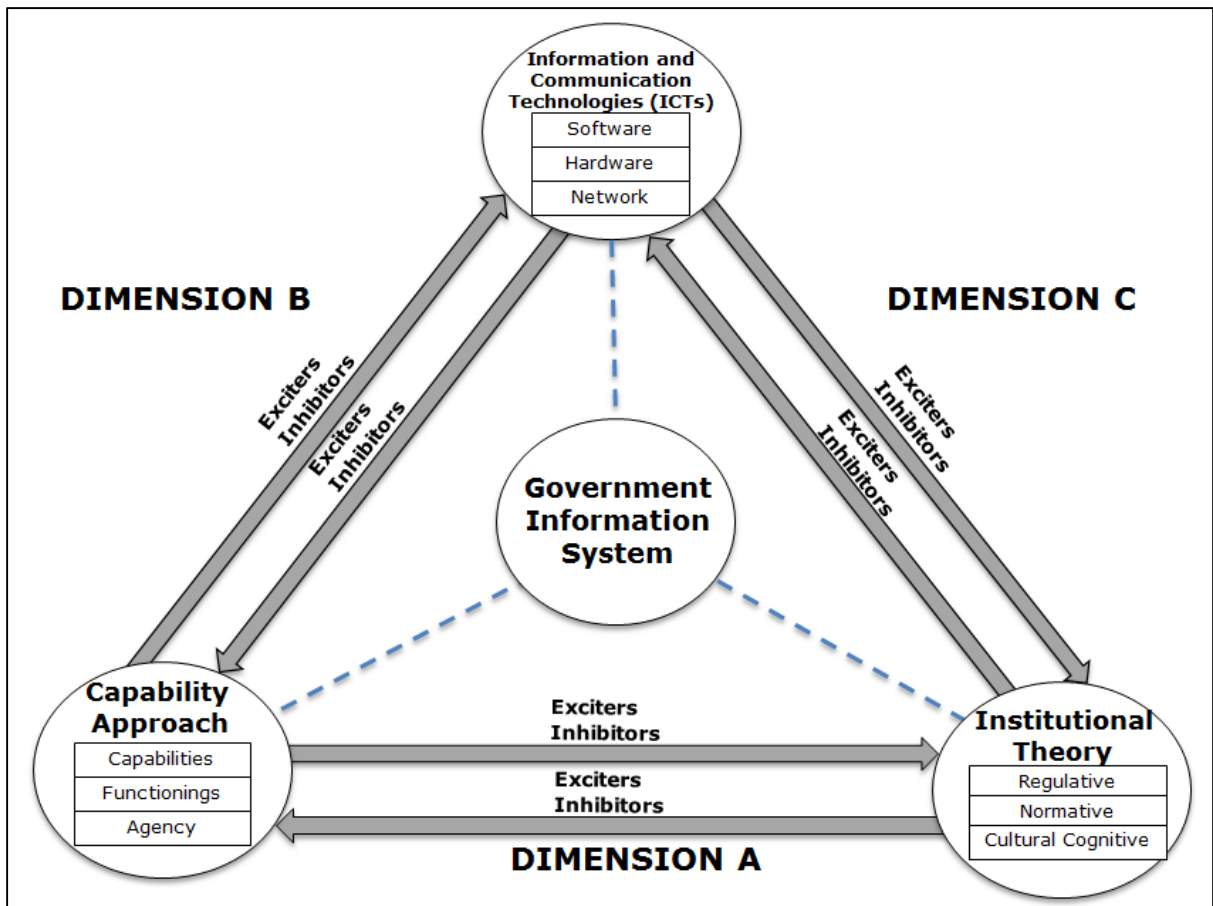 Information and
Communication
Technologies (ICTs)
Software
Hardware
Network
DIMENSION B
DIMENSION C
Exciters
Inhibitors
Exciters
Inhibitors
Exciters
Inhibitors
Exciters
Inhibitors
Government
Information
System
Capability
Approach
Capabilities
Functionings
Agency
Exciters
Inhibitors
Exciters
Inhibitors
Institutional
Theory
Regulative
Normative
Cultural Cognitive
DIMENSION A